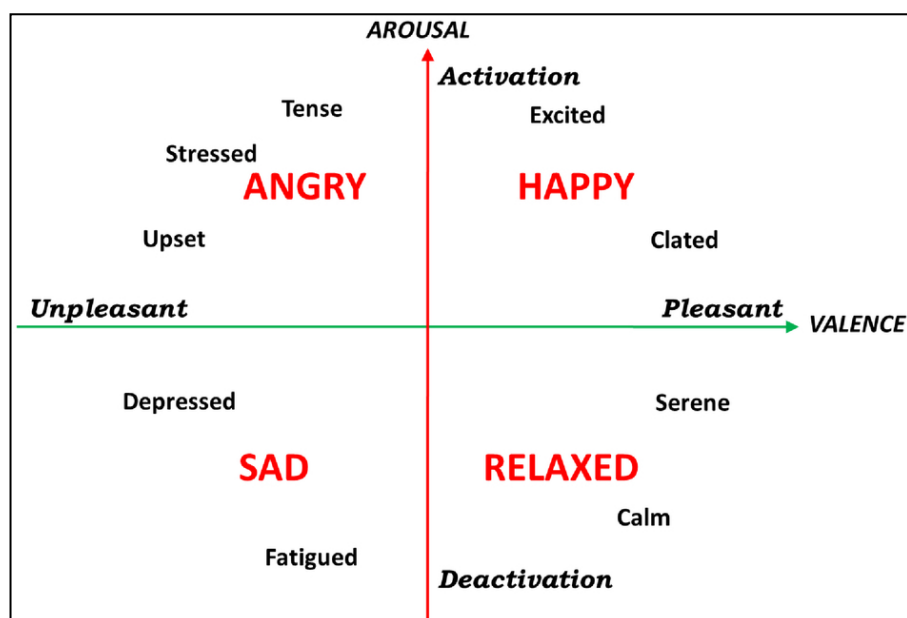 AROUSAL
Activation
Tense
Excited
Stressed
ANGRY
HAPPY
Upset
Clated
Unpleasant
Pleasant
VALENCE
Depressed
Serene
SAD
RELAXED
Calm
Fatigued
Deactivation